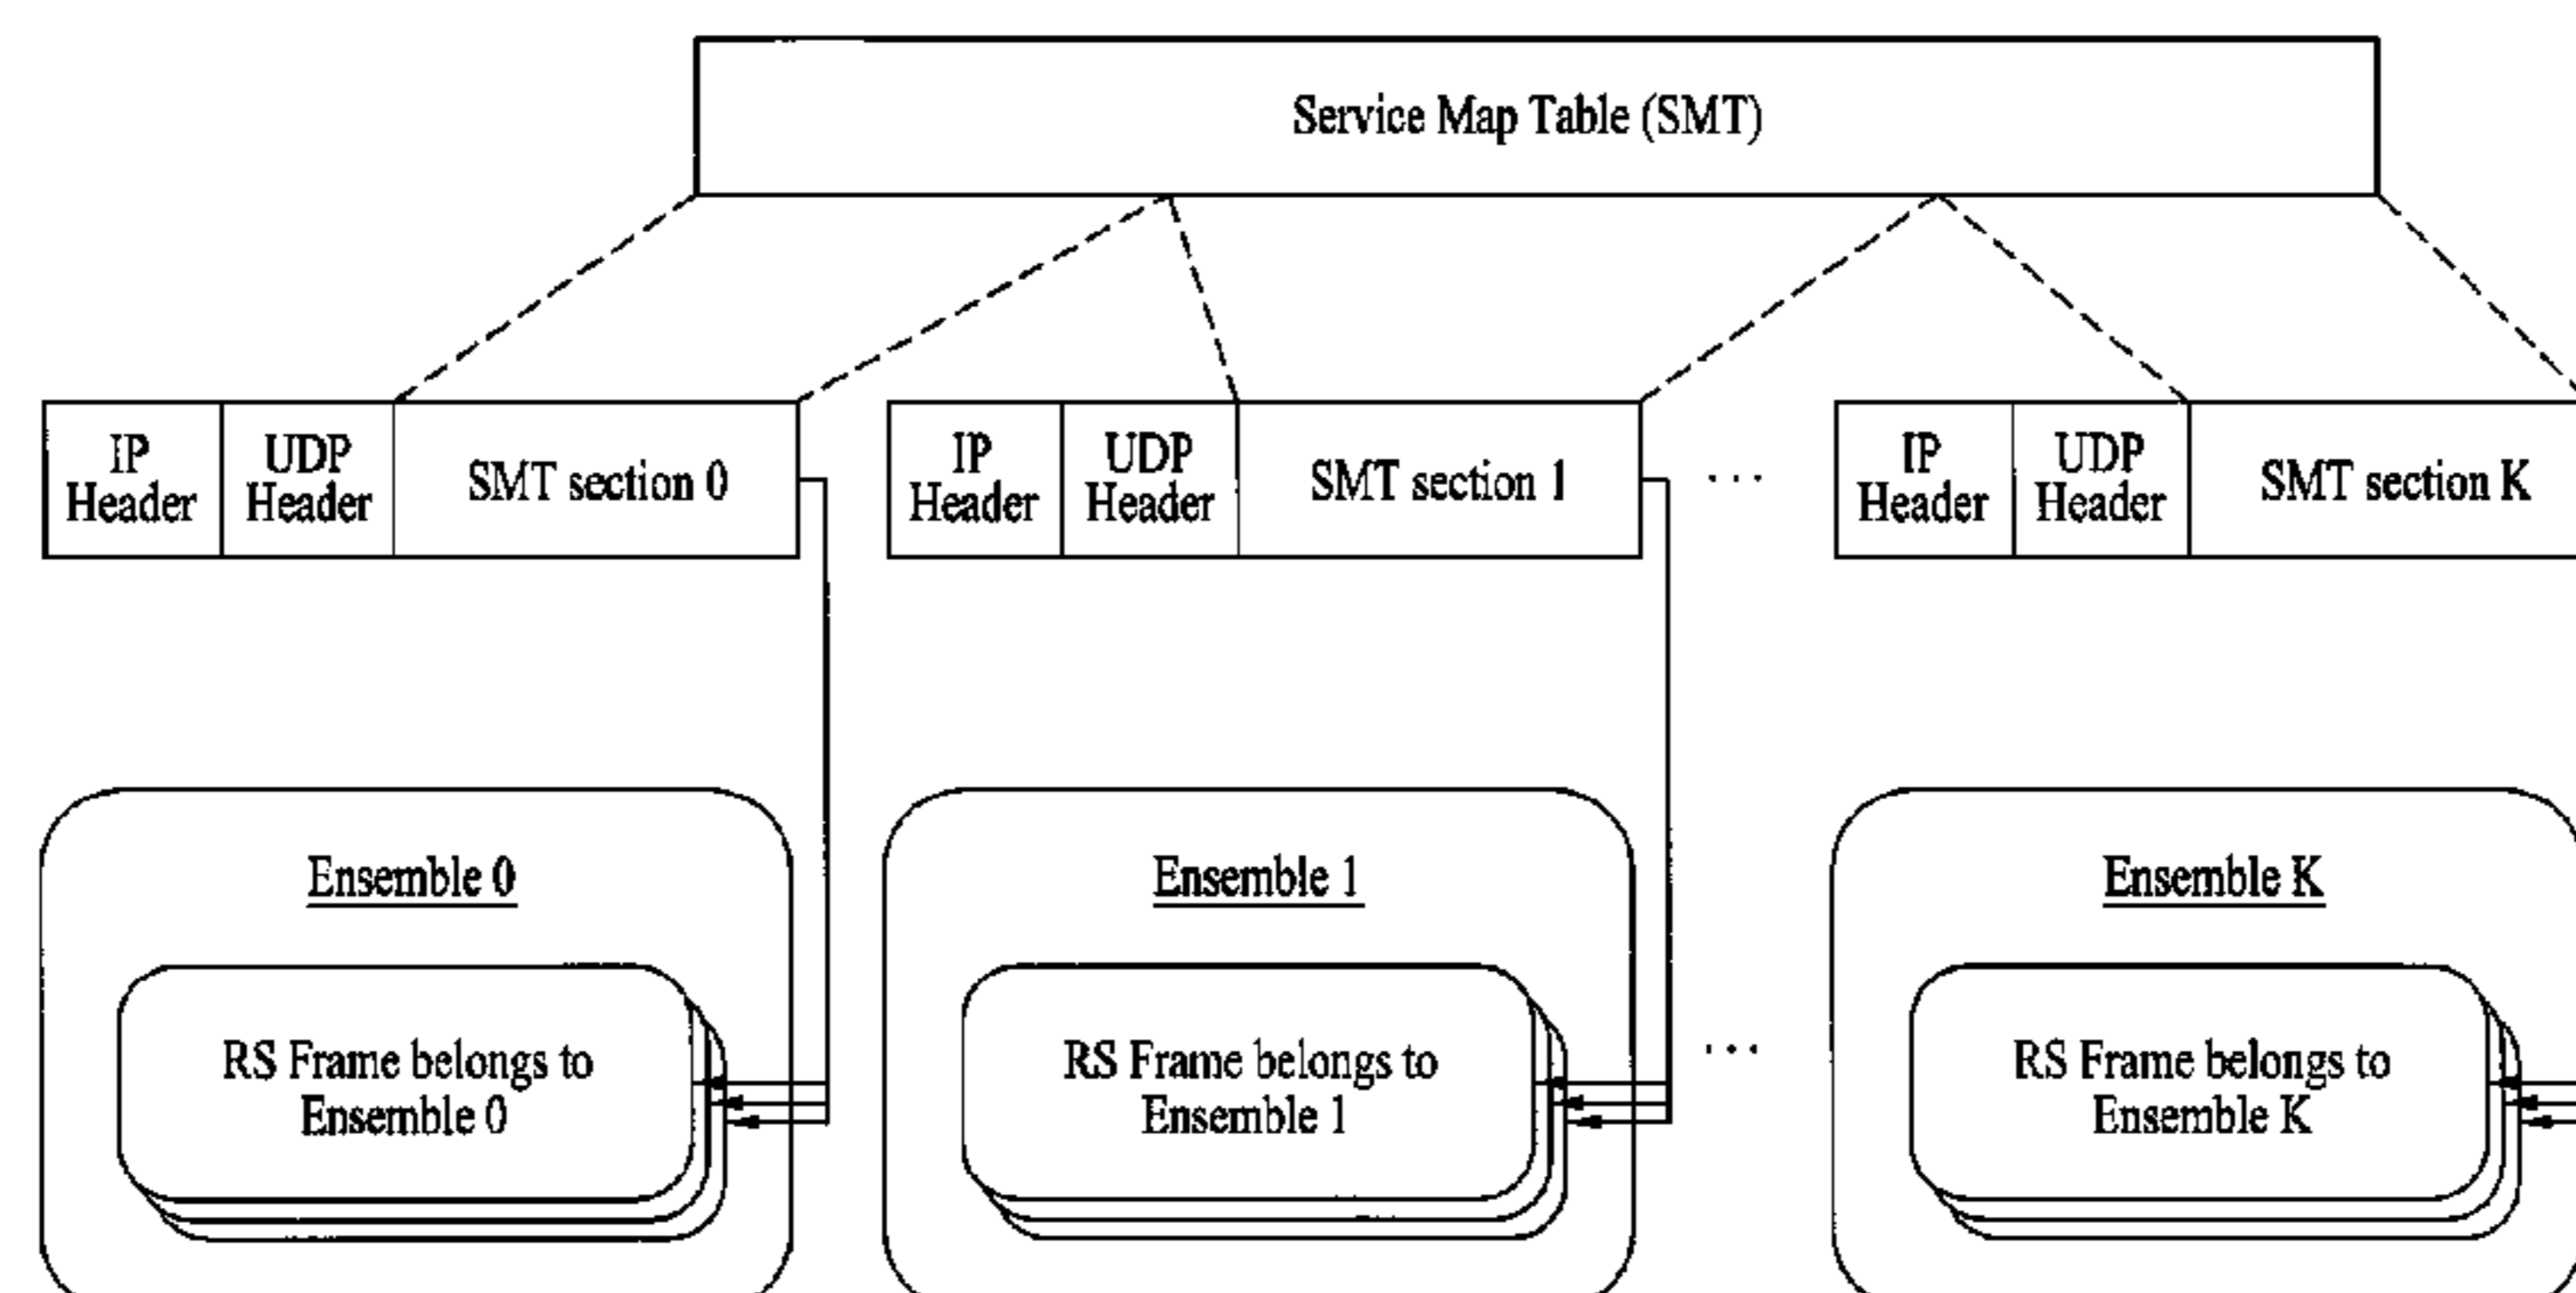 Service Map Table (SMT)
IP
Header
UDP
Header
SMT section 0
IP
Header
UDP
Header
SMT section 1
...
IP
Header
UDP
Header
SMT section K
Ensemble 0
RS Frame belongs to
Ensemble 0
Ensemble 1
RS Frame belongs to
Ensemble 1
...
Ensemble K
RS Frame belongs to
Ensemble K